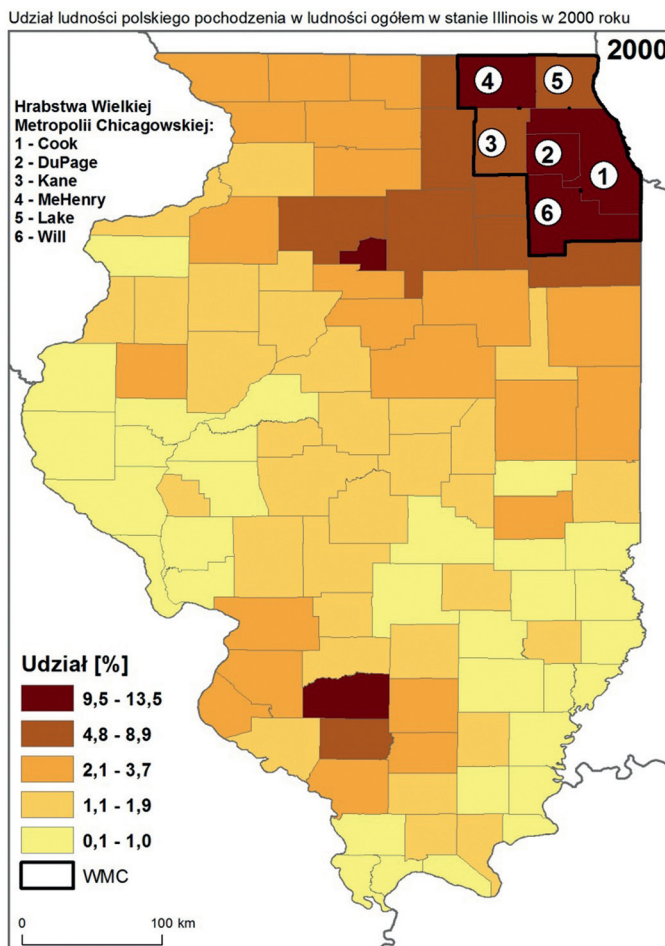 Udział ludności polskiego pochodzenia w ludności ogółem w stanie Illinois w 2000 roku
2000
Hrabstwa Wielkiej
Metropolii Chicagowskiej:
1 - Cook
2 - DuPage
3 - Kane
4 - MeHenry
5 - Lake
6 - Will
4
5
3
2
1
6
Udział [%]
9,5 - 13,5
4,8 - 8,9
2,1 - 3,7
1,1 - 1,9
0,1 - 1,0
WMC
0 100 km